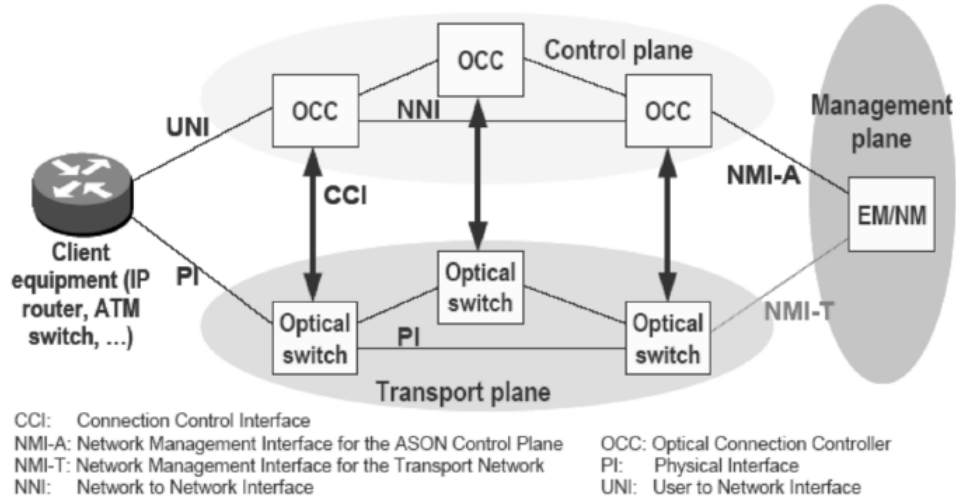 OCC
Control plane
OCC
NNI
OCC
UNI
Management
plane
CCI
NMI-A
EM/NM
Client
equipment (IP
router, ATM
switch, ...)
PI
Optical
switch
Optical
switch
PI
Optical
switch
NMI-T
Transport plane
CCI: Connection Control Interface
NMI-A: Network Management Interface for the ASON Control Plane
NMI-T: Network Management Interface for the Transport Network
NNI: Network to Network Interface
OCC: Optical Connection Controller
PI: Physical Interface
UNI: User to Network Interface